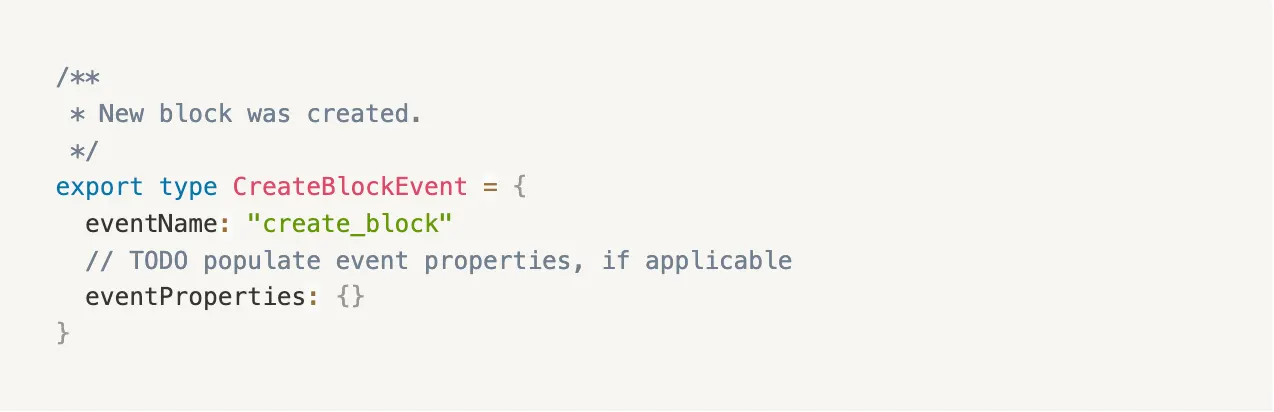 /**
 * New block was created.
 */
export type CreateBlockEvent = {
  eventName: "create_block"
  // TODO populate event properties, if applicable
  eventProperties: {}
}